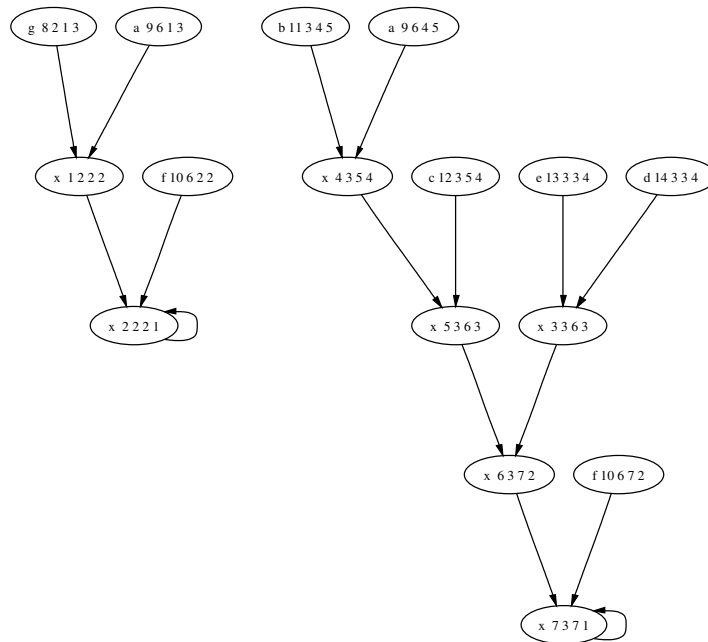 g 8 2 1 3
a 9 6 1 3
b 11 3 4 5
a 9 6 4 5
x 1 2 2 2
f 10 6 2 2
x 4 3 5 4
c 12 3 5 4
e 13 3 3 4
d 14 3 3 4
x 2 2 2 1
x 5 3 6 3
x 3 3 6 3
x 6 3 7 2
f 10 6 7 2
x 7 3 7 1